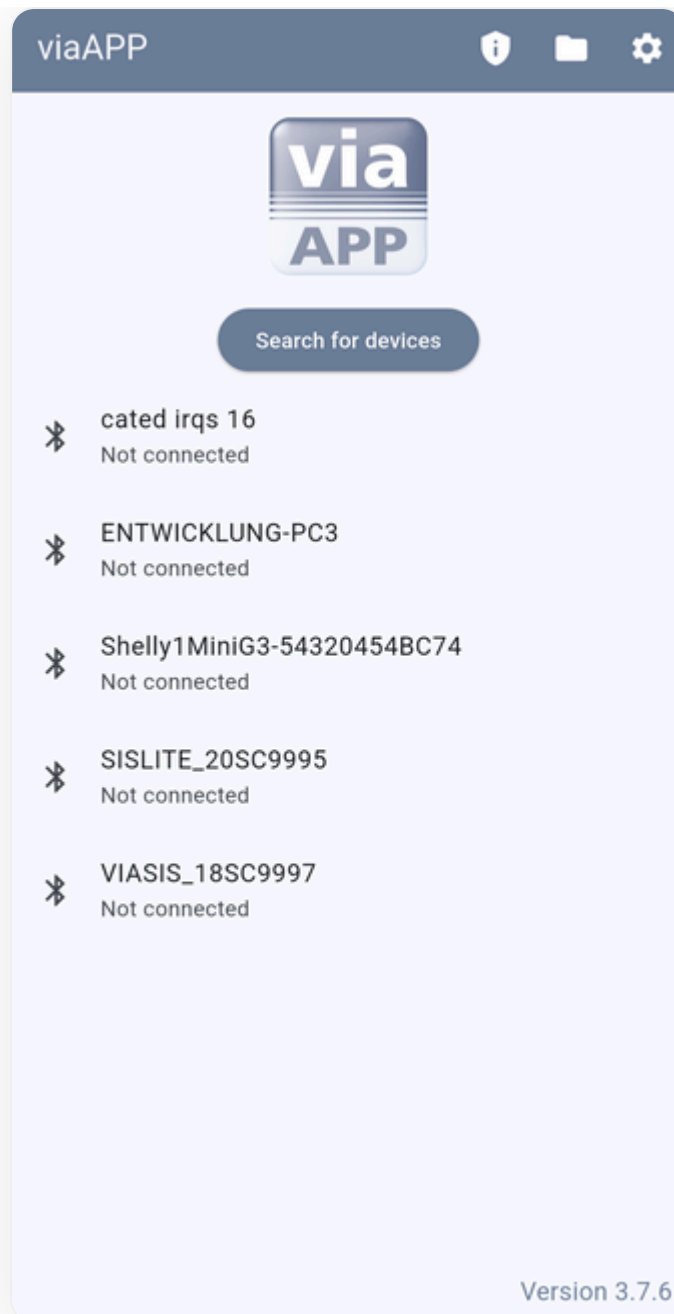 viaAPP
via
APP
Search for devices
cated irqs 16
Not connected
ENTWICKLUNG-PC3
Not connected
Shelly1MiniG3-54320454BC74
Not connected
SISLITE_20SC9995
Not connected
VIASIS_18SC9997
Not connected
Version 3.7.6